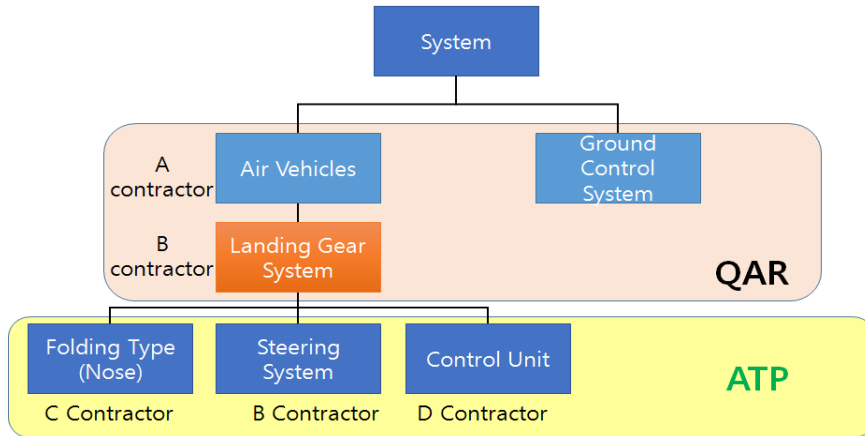 System
A
contractor
Air Vehicles
Ground
Control
System
B
contractor
Landing Gear
System
QAR
Folding Type
(Nose)
Steering
System
Control Unit
ATP
C Contractor
B Contractor
D Contractor